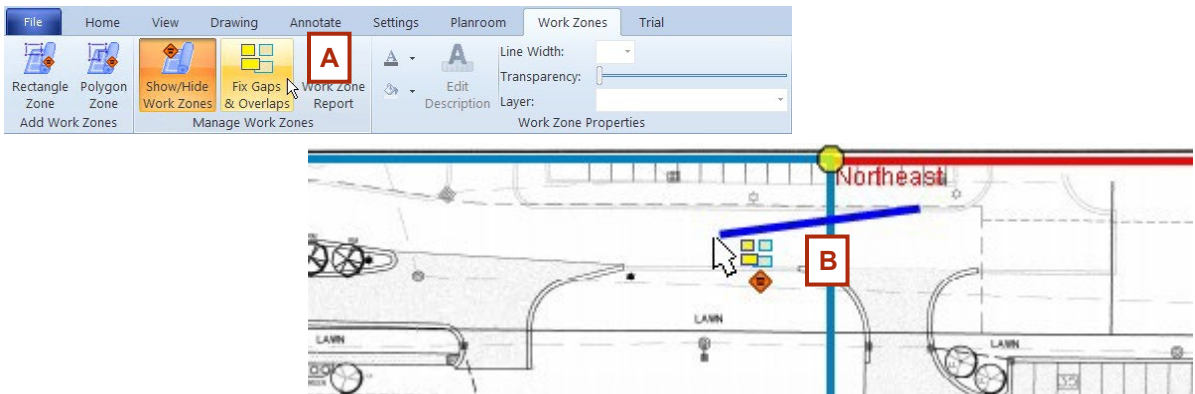 File Home View Drawing Annotate Settings Planroom Work Zones Trial
A
Rectangle Zone
Polygon Zone
Show/Hide Work Zones
Fix Gaps & Overlaps
Work Zone Report
A
A
Edit Description
Line Width:
Transparency:
Layer:
Add Work Zones Manage Work Zones Work Zone Properties
Northeast
B
LAWN
LAWN
LAWN